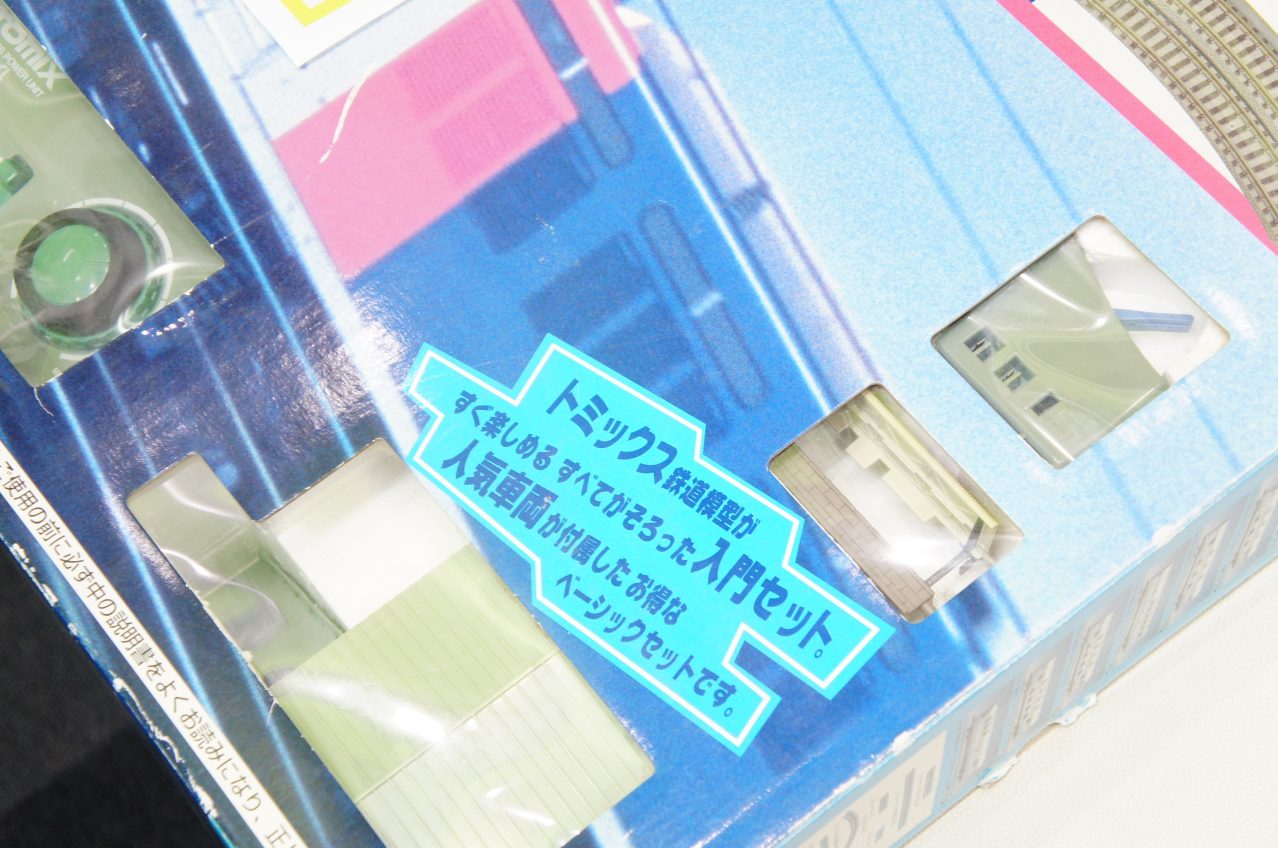 TOMIX
POWER UNIT
トミックス鉄道模型が
すぐ楽しめる すべてがそろった入門セット。
人気車両が付属したお得な
ベーシックセットです。
ご使用の前に必ず中の説明書をよくお読みになり、正